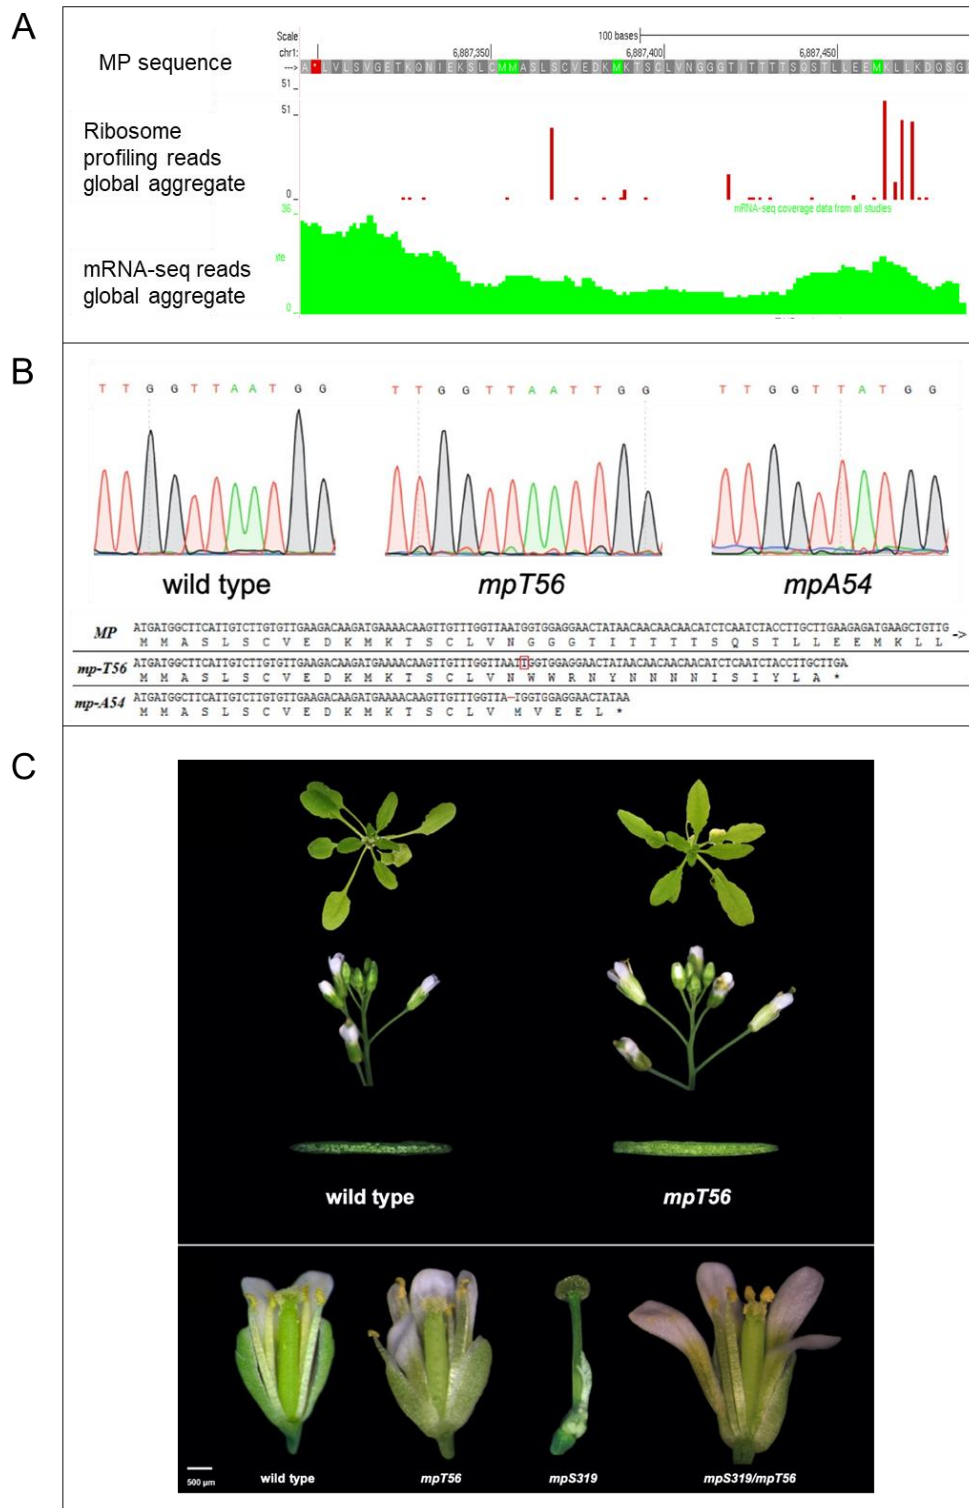 A
Scale
100 bases
chr1:
6,887,350
6,887,400
6,887,450
MP sequence
--->
A * L V L S V G E T K Q N I E K S L C M M A S L S C V E D K M K T S C L V N G G G T I T T T T S Q S T L L E E M K L L K D Q S G
51
51
Ribosome
profiling reads
global aggregate
0
mRNA-seq coverage data from all studies
36
mRNA-seq reads
global aggregate
0
B
T T G G T T A A T G G
T T G G T T A A T T G G
T T G G T T A T G G
wild type
mpT56
mpA54
MP
ATGATGGCTTCATTGTCTTGTGTTGAAGACAAGATGAAAACAAGTTGTTTGGTTAATGGTGGAGGAACTATAACAACAACAACATCTCAATCTACCTTGCTTGAAGAGATGAAGCTGTTG ->
M M A S L S C V E D K M K T S C L V N G G G T I T T T T S Q S T L L E E M K L L
mp-T56
ATGATGGCTTCATTGTCTTGTGTTGAAGACAAGATGAAAACAAGTTGTTTGGTTAATTGGTGGAGGAACTATAACAACAACAACATCTCAATCTACCTTGCTTGA
M M A S L S C V E D K M K T S C L V N W W R N Y N N N N I S I Y L A *
mp-A54
ATGATGGCTTCATTGTCTTGTGTTGAAGACAAGATGAAAACAAGTTGTTTGGTTA-TGGTGGAGGAACTATAA
M M A S L S C V E D K M K T S C L V M V E E L *
C
wild type
mpT56
500 µm
wild type
mpT56
mpS319
mpS319/mpT56